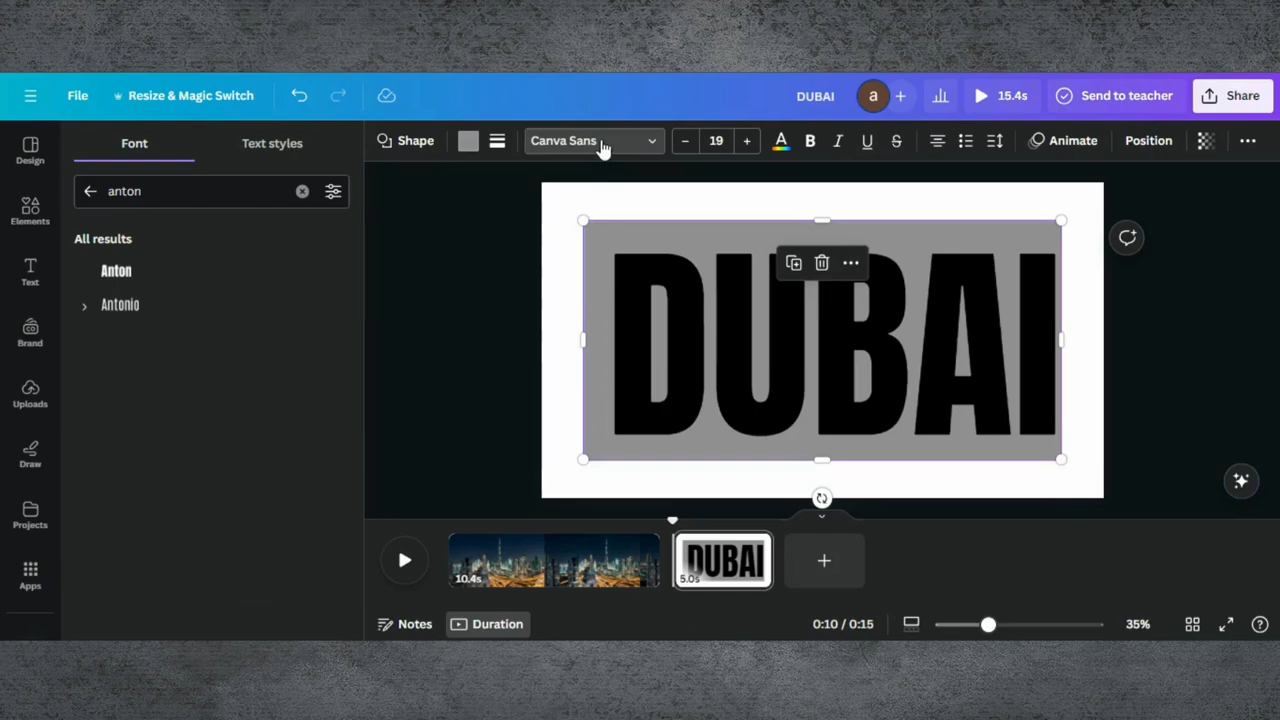 File
Resize & Magic Switch
DUBAI
a
+
15.4s
Send to teacher
Share
Design
Elements
Text
Brand
Uploads
Draw
Projects
Apps
Font
Text styles
anton
All results
Anton
Antonio
Shape
Canva Sans
- 19 +
A
B
I
U
S
Animate
Position
DUBAI
10.4s
DUBAI
5.0s
+
Notes
Duration
0:10 / 0:15
35%
?